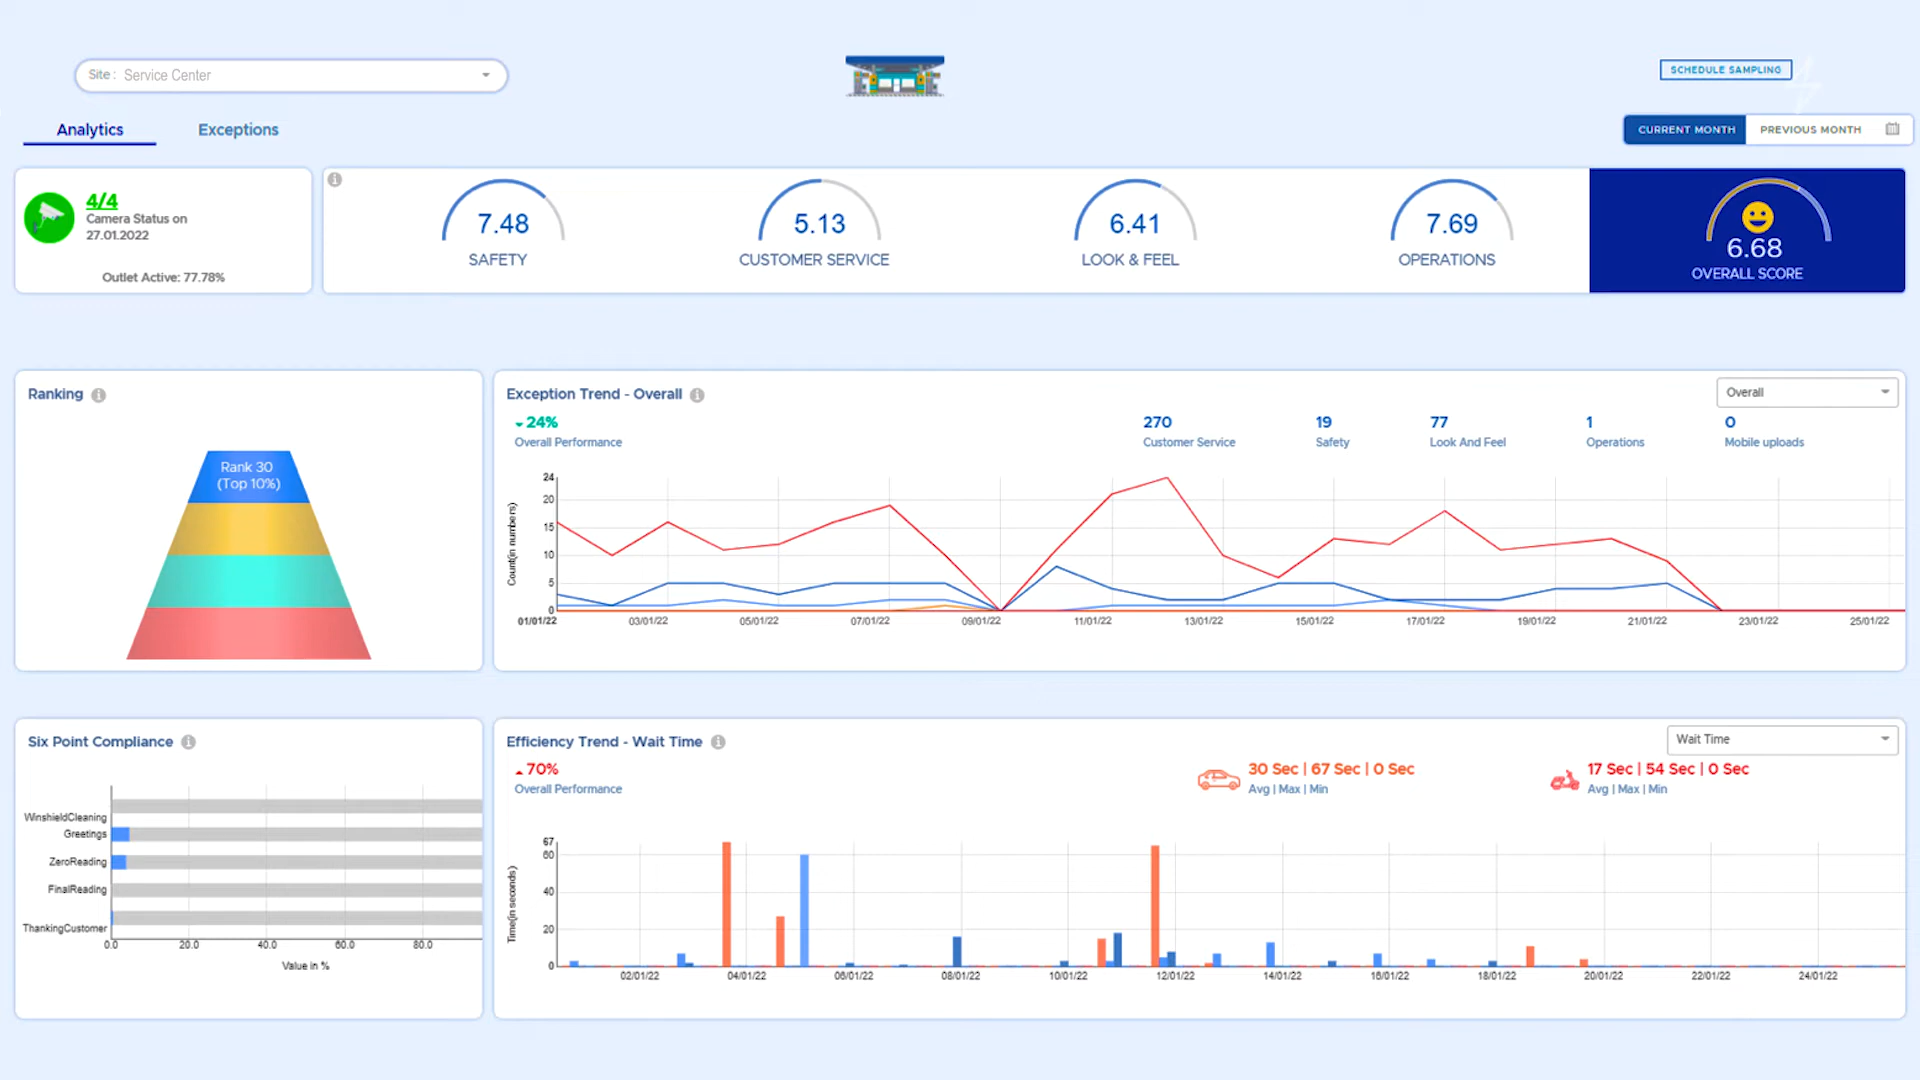 Site : Service Center
SCHEDULE SAMPLING
Analytics
Exceptions
CURRENT MONTH
PREVIOUS MONTH
4/4
Camera Status on
27.01.2022
Outlet Active: 77.78%
7.48
SAFETY
5.13
CUSTOMER SERVICE
6.41
LOOK & FEEL
7.69
OPERATIONS
6.68
OVERALL SCORE
Ranking
Rank 30
(Top 10%)
Exception Trend - Overall
Overall
24%
Overall Performance
270
Customer Service
19
Safety
77
Look And Feel
1
Operations
0
Mobile uploads
Count(in numbers)
24
20
15
10
5
0
01/01/22
03/01/22
05/01/22
07/01/22
09/01/22
11/01/22
13/01/22
15/01/22
17/01/22
19/01/22
21/01/22
23/01/22
25/01/22
Six Point Compliance
WinshieldCleaning
Greetings
ZeroReading
FinalReading
ThankingCustomer
0.0
20.0
40.0
60.0
80.0
Value in %
Efficiency Trend - Wait Time
Wait Time
70%
Overall Performance
30 Sec | 67 Sec | 0 Sec
Avg | Max | Min
17 Sec | 54 Sec | 0 Sec
Avg | Max | Min
Time(in seconds)
67
60
40
20
0
02/01/22
04/01/22
06/01/22
08/01/22
10/01/22
12/01/22
14/01/22
16/01/22
18/01/22
20/01/22
22/01/22
24/01/22